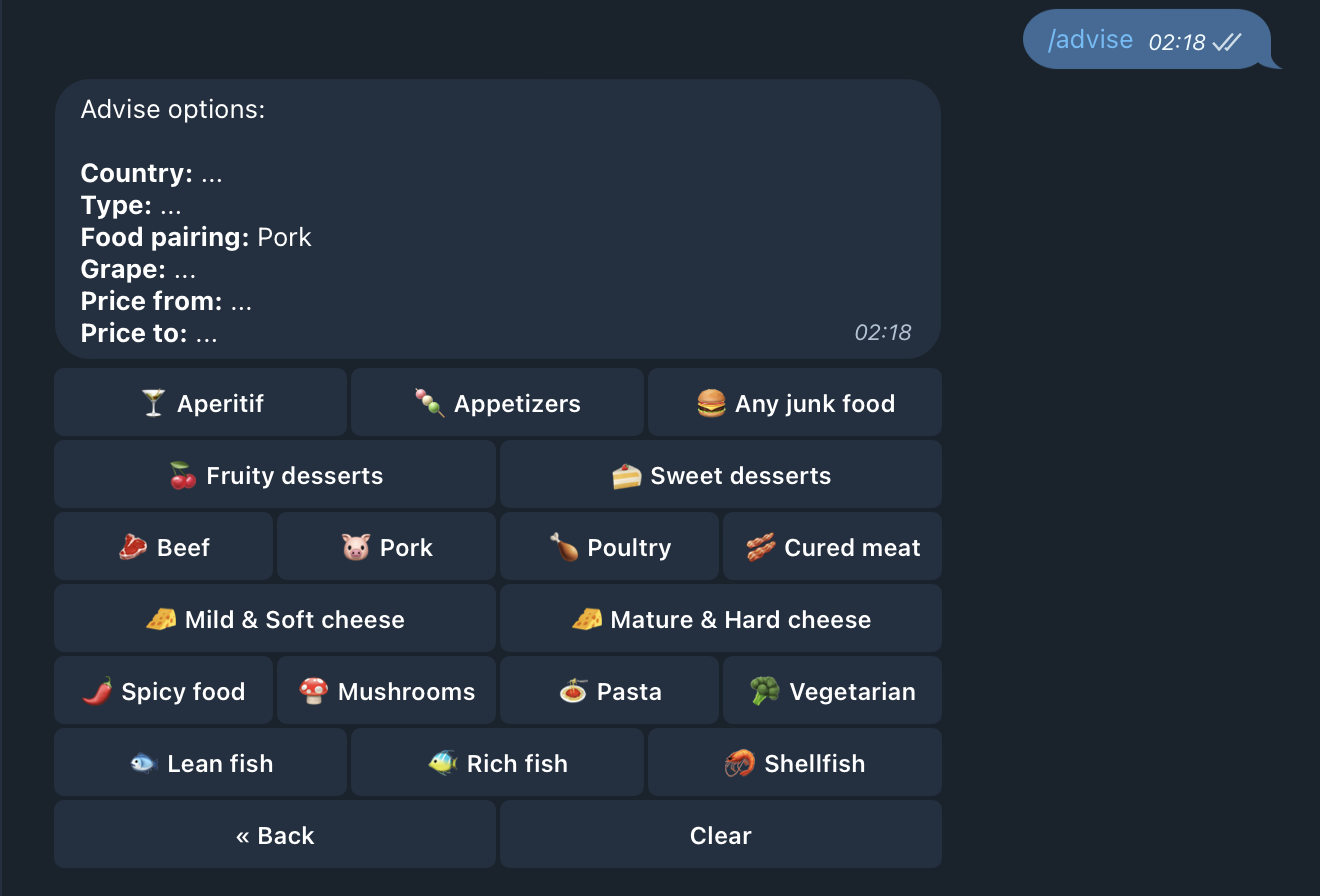 /advise 02:18
Advise options:
Country: ...
Type: ...
Food pairing: Pork
Grape: ...
Price from: ...
Price to: ...
02:18
Aperitif Appetizers Any junk food
Fruity desserts Sweet desserts
Beef Pork Poultry Cured meat
Mild & Soft cheese Mature & Hard cheese
Spicy food Mushrooms Pasta Vegetarian
Lean fish Rich fish Shellfish
« Back Clear